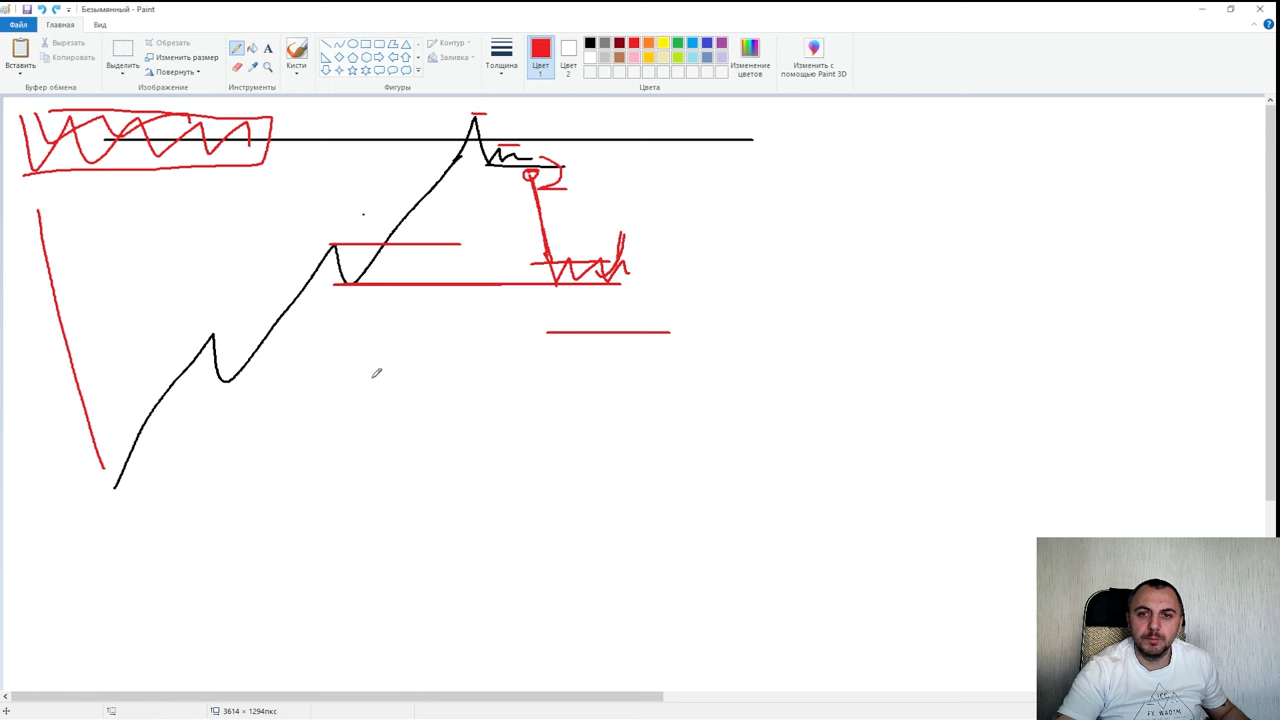 Безымянный - Paint
Файл Главная Вид
Вставить
Вырезать
Копировать
Буфер обмена
Выделить
Обрезать
Изменить размер
Повернуть
Изображение
A
Инструменты
Кисти
Контур
Заливка
Фигуры
Толщина
Цвет 1
Цвет 2
Изменение цветов
Цвета
Изменить с помощью Paint 3D
3614 × 1294пкс